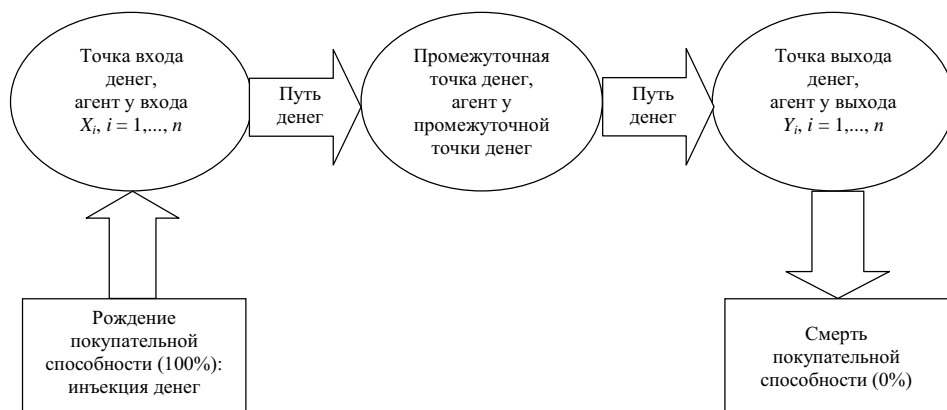 Точка входа
денег,
агент у входа
Xi, i = 1,..., n
Путь
денег
Промежуточная
точка денег,
агент у
промежуточной
точки денег
Путь
денег
Точка выхода
денег,
агент у выхода
Yi, i = 1,..., n
Рождение
покупательной
способности (100%):
инъекция денег
Смерть
покупательной
способности (0%)